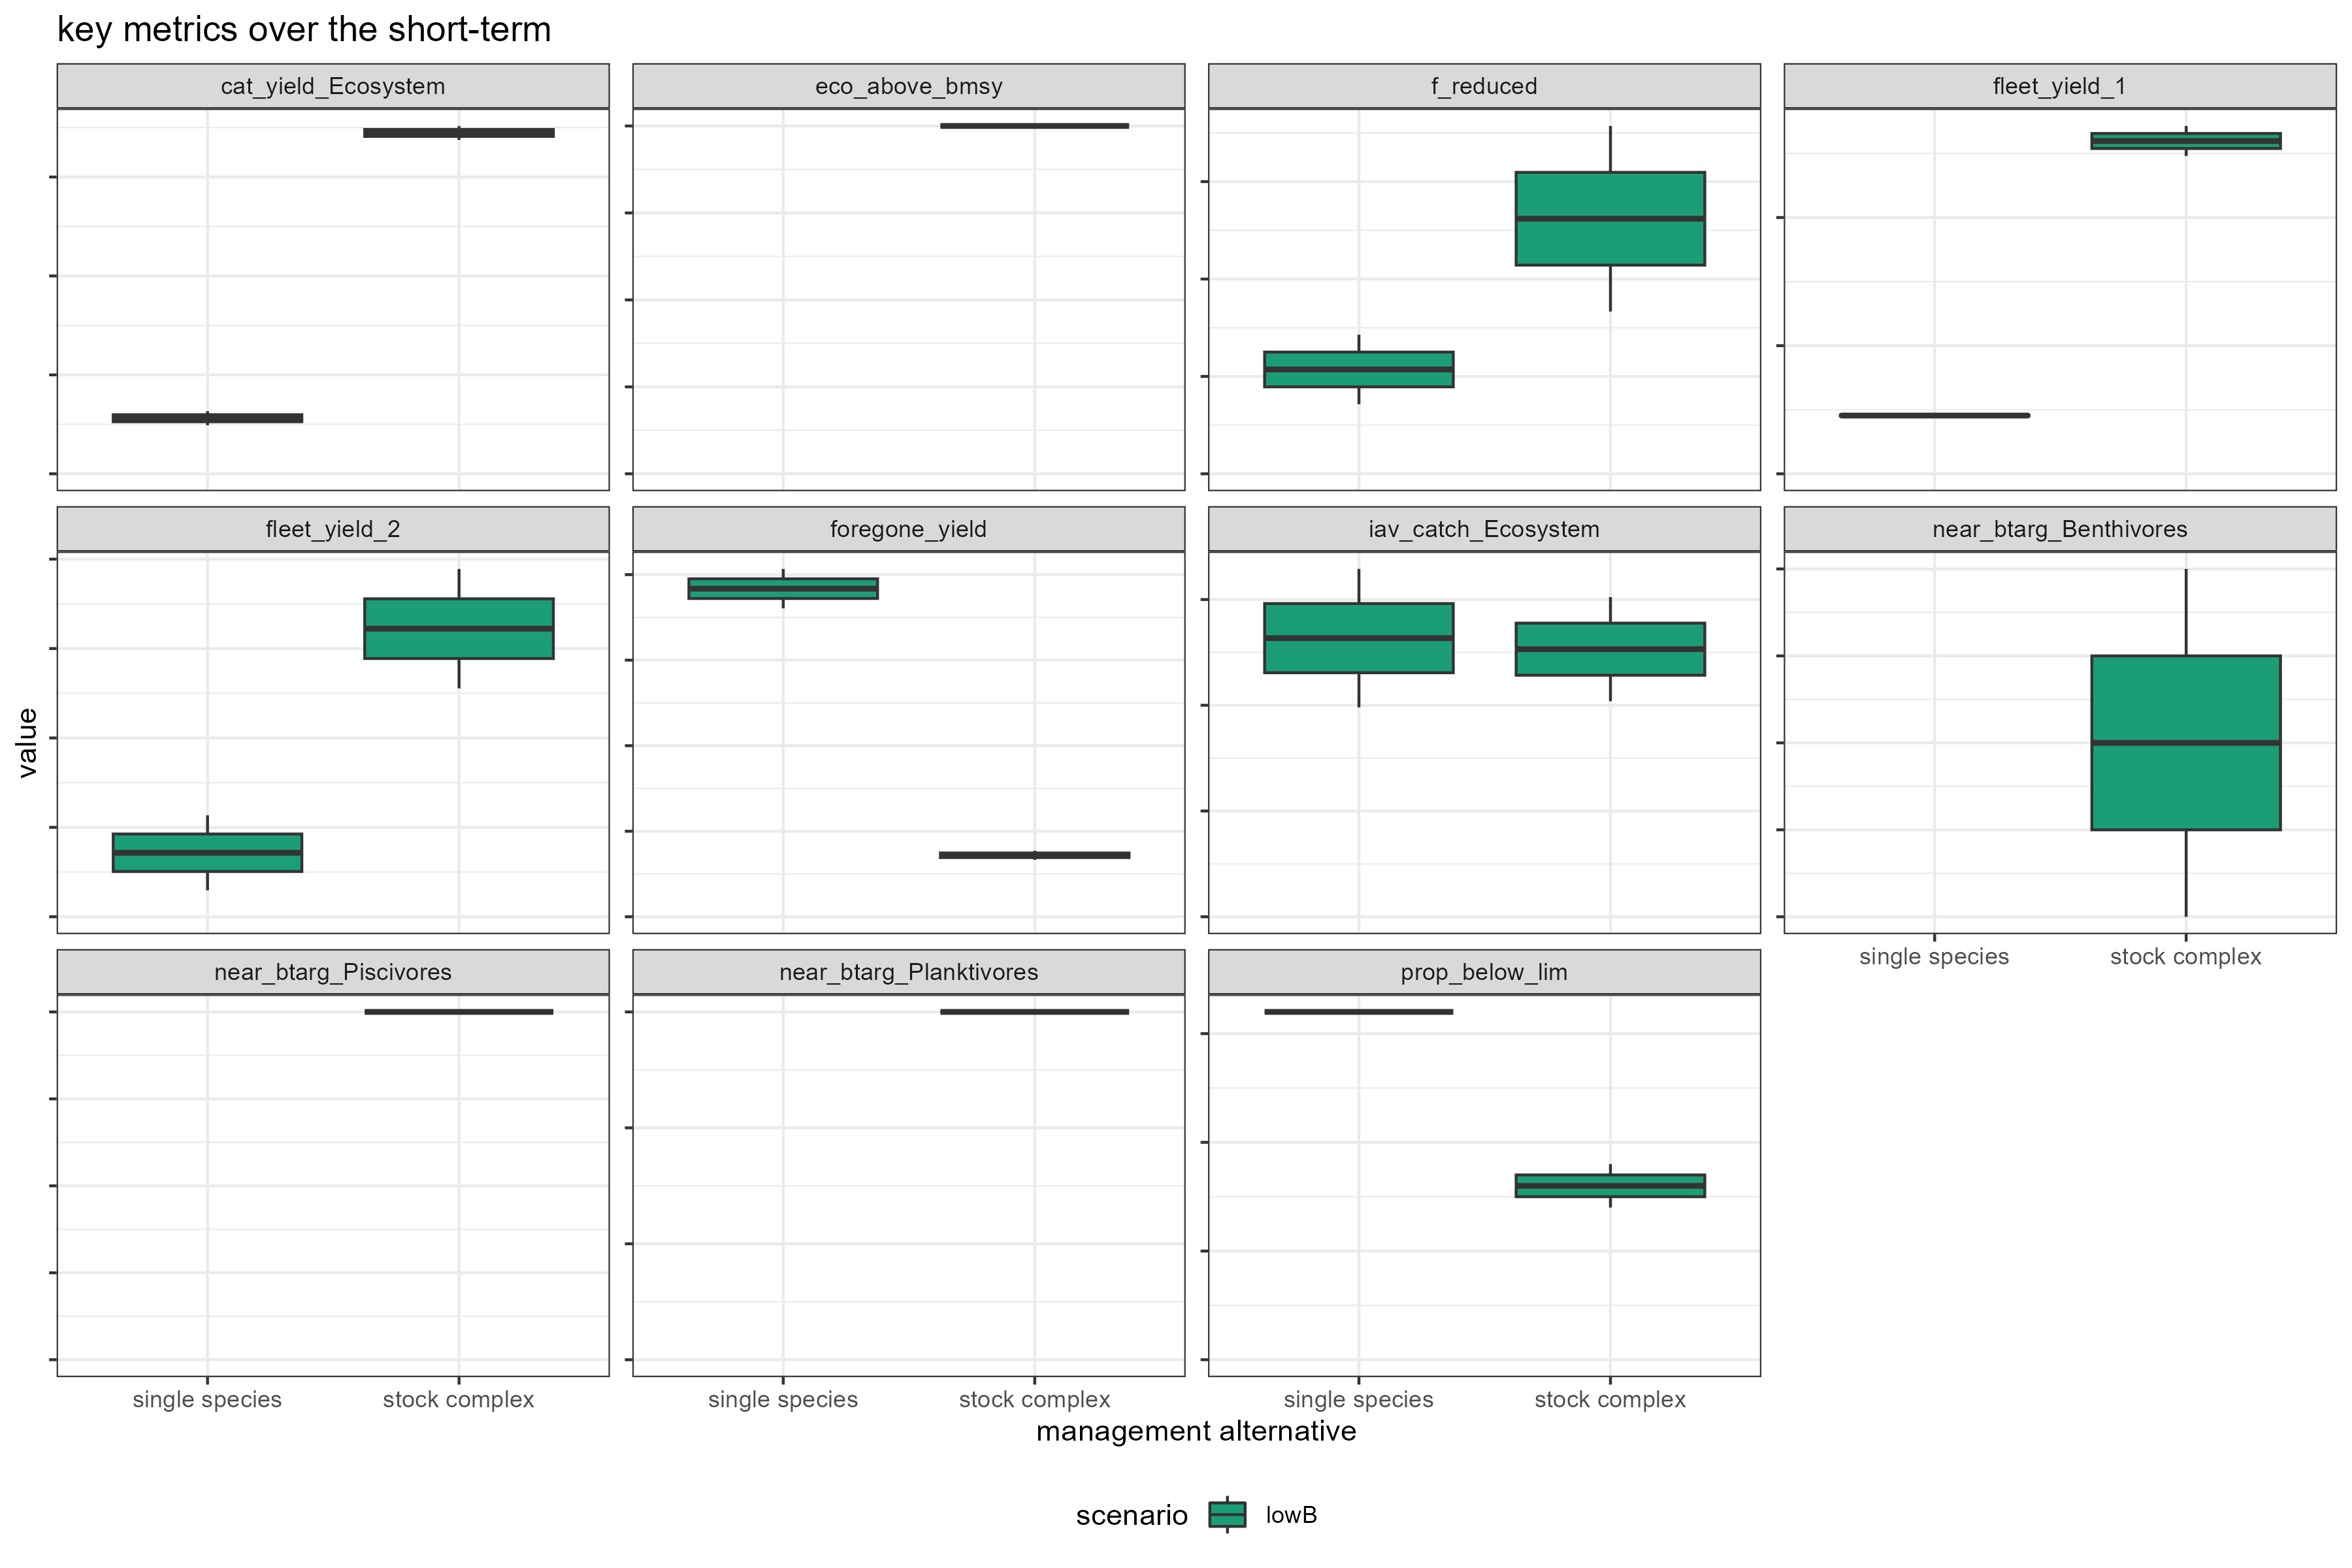 key metrics over the short-term
cat_yield_Ecosystem
eco_above_bmsy
f_reduced
fleet_yield_1
fleet_yield_2
foregone_yield
iav_catch_Ecosystem
near_btarg_Benthivores
value
single species
stock complex
near_btarg_Piscivores
near_btarg_Planktivores
prop_below_lim
single species
stock complex
single species
stock complex
single species
stock complex
management alternative
scenario
lowB